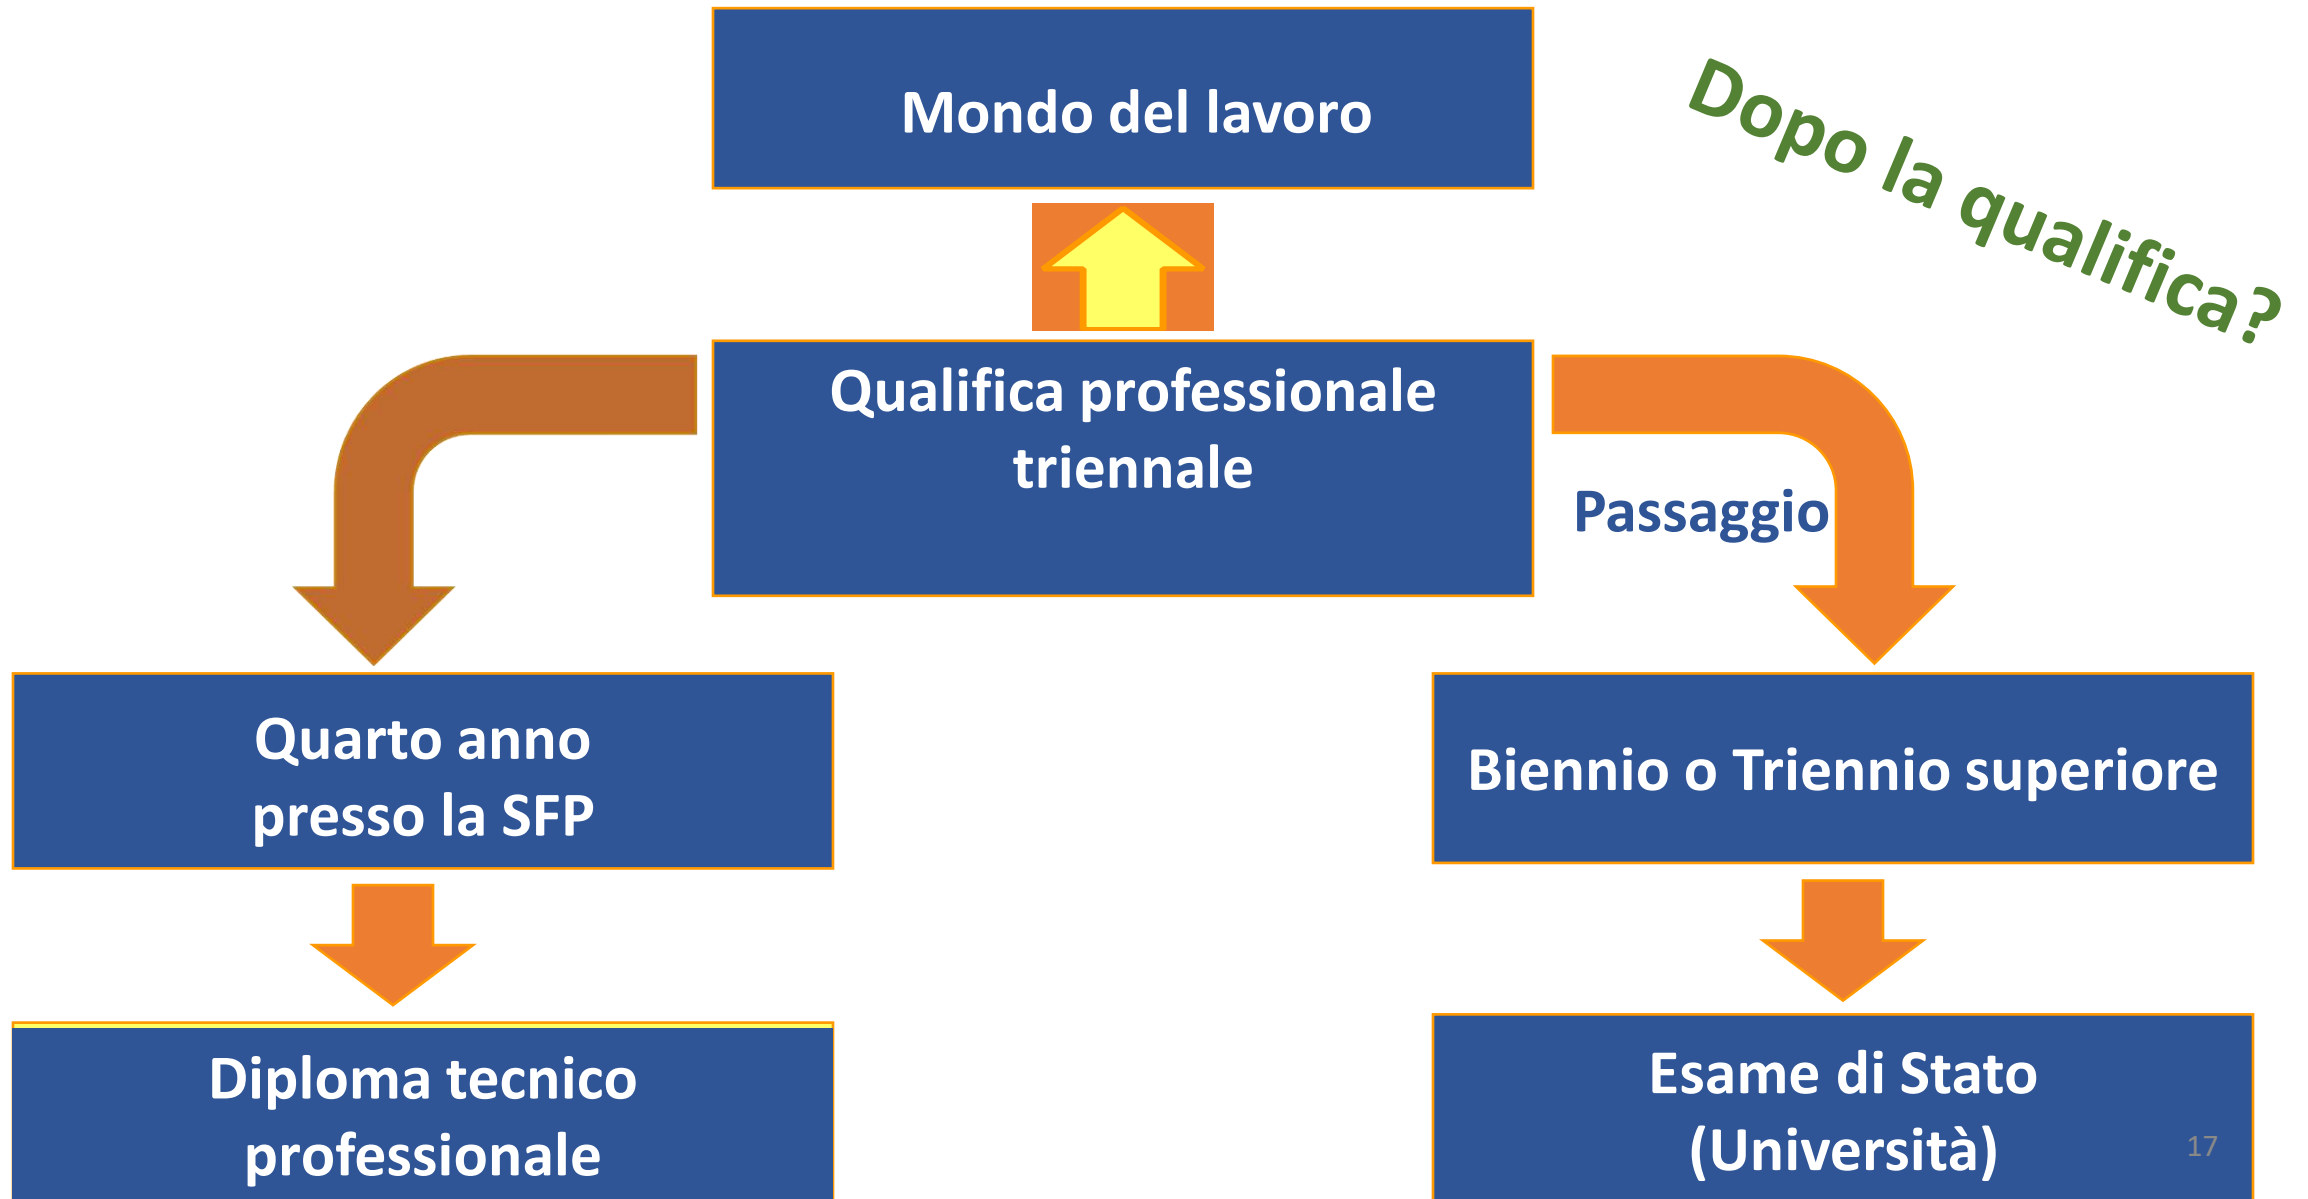 Mondo del lavoro
Dopo la qualifica?
Qualifica professionale
triennale
Passaggio
Quarto anno
presso la SFP
Biennio o Triennio superiore
Diploma tecnico
professionale
Esame di Stato
(Università)
17